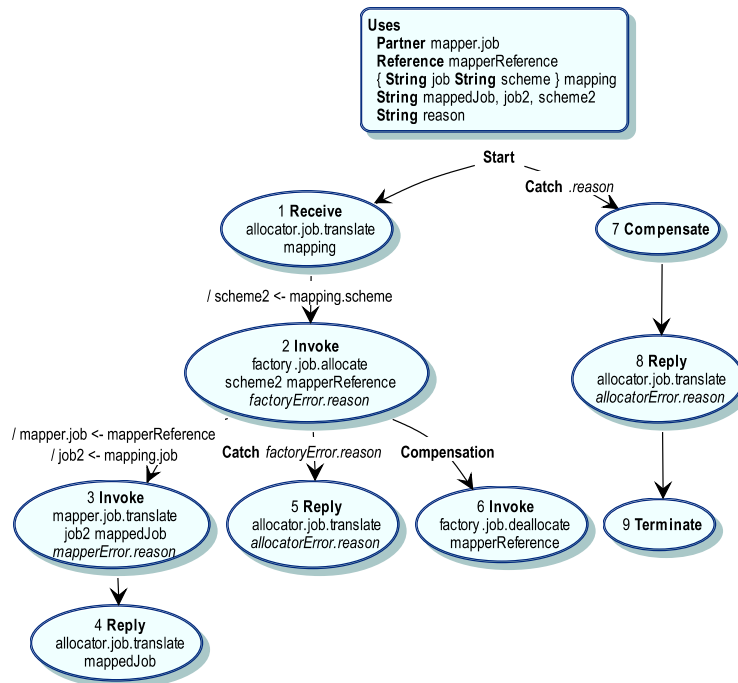 Uses
Partner mapper.job
Reference mapperReference
{ String job String scheme } mapping
String mappedJob, job2, scheme2
String reason
Start
Catch .reason
1 Receive
allocator.job.translate
mapping
7 Compensate
/ scheme2 <- mapping.scheme
2 Invoke
factory.job.allocate
scheme2 mapperReference
factoryError.reason
8 Reply
allocator.job.translate
allocatorError.reason
/ mapper.job <- mapperReference
/ job2 <- mapping.job
Catch factoryError.reason
Compensation
3 Invoke
mapper.job.translate
job2 mappedJob
mapperError.reason
5 Reply
allocator.job.translate
allocatorError.reason
6 Invoke
factory.job.deallocate
mapperReference
9 Terminate
4 Reply
allocator.job.translate
mappedJob